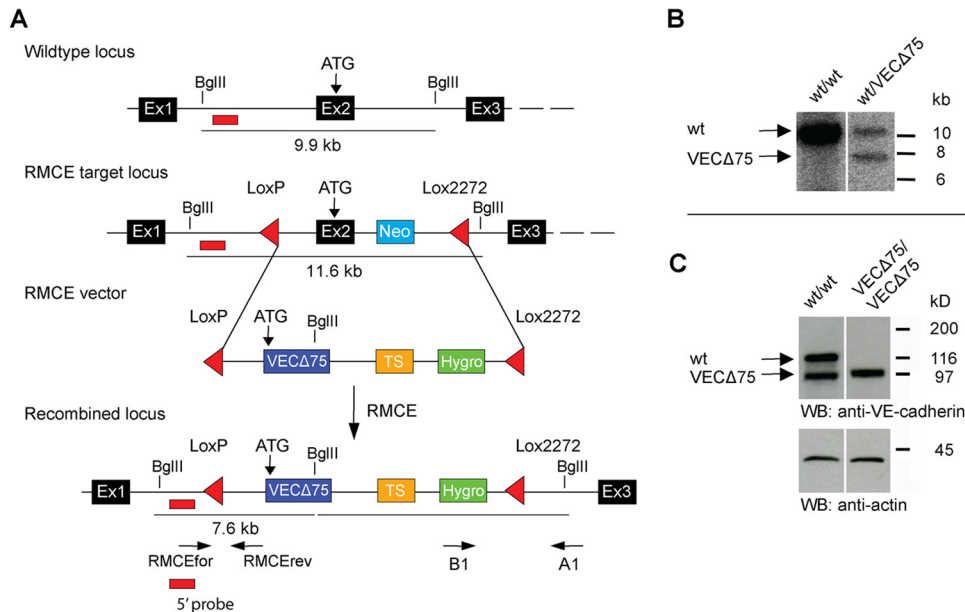 A
Wildtype locus
BglII
ATG
BglII
Ex1
Ex2
Ex3
9.9 kb
RMCE target locus
LoxP
ATG
Lox2272
BglII
BglII
Ex1
Ex2
Neo
Ex3
11.6 kb
RMCE vector
LoxP
ATG
BglII
Lox2272
VECΔ75
TS
Hygro
RMCE
Recombined locus
LoxP
ATG
Lox2272
BglII
BglII
BglII
Ex1
VECΔ75
TS
Hygro
Ex3
7.6 kb
RMCEfor
RMCErev
B1
A1
5' probe
B
wt/wt
wt/VECΔ75
kb
wt
10
VECΔ75
8
6
C
wt/wt
VECΔ75/
VECΔ75
kD
200
wt
116
VECΔ75
97
WB: anti-VE-cadherin
45
WB: anti-actin